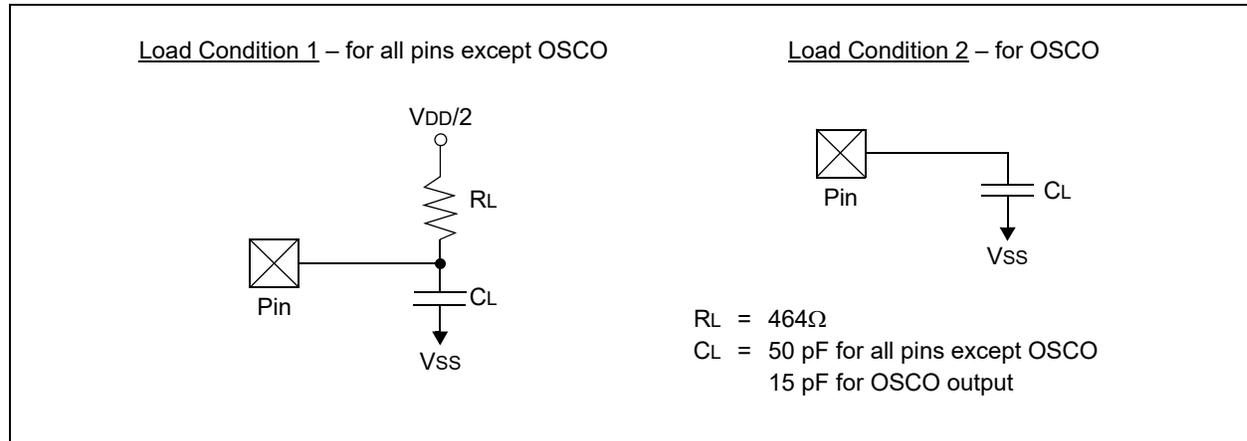 Load Condition 1 – for all pins except OSCO
Load Condition 2 – for OSCO
VDD/2
RL
Pin
CL
VSS
Pin
CL
VSS
RL = 464Ω
CL = 50 pF for all pins except OSCO
15 pF for OSCO output